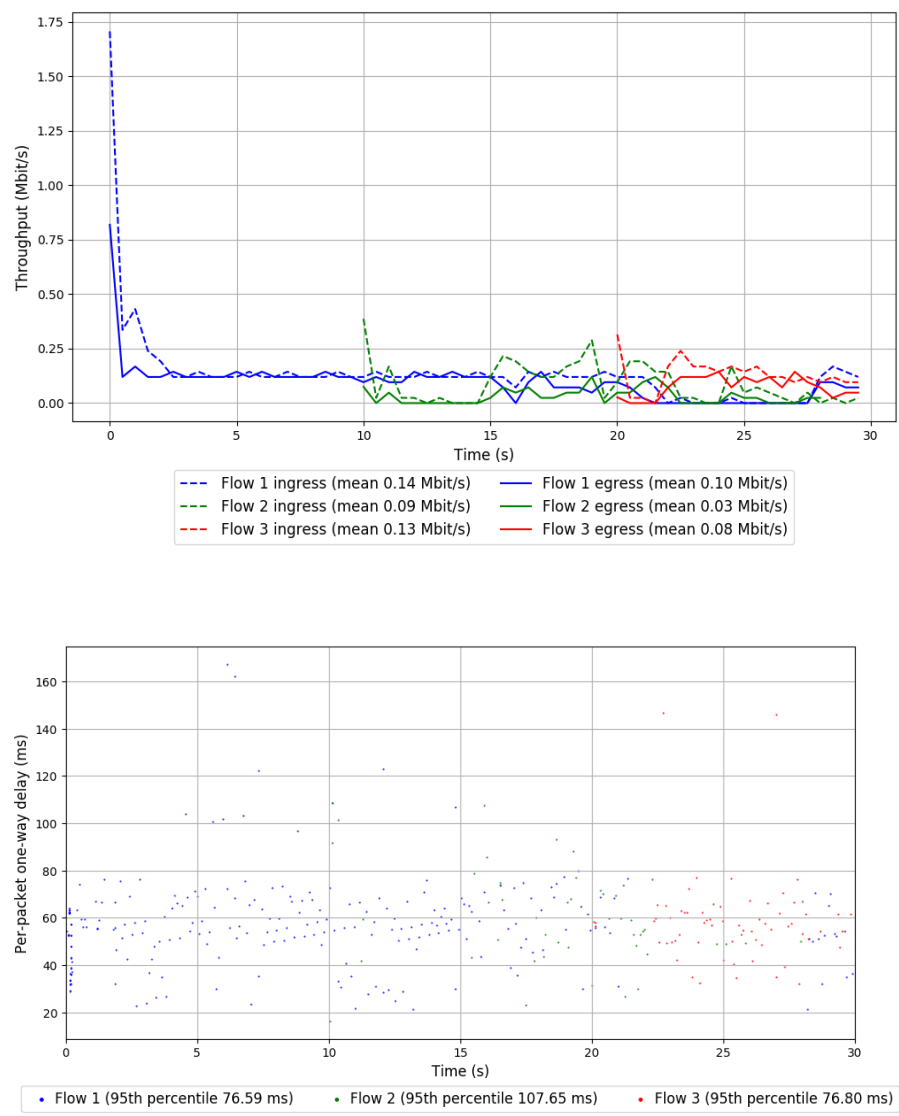 1.75
1.50
1.25
1.00
0.75
0.50
0.25
0.00
Throughput (Mbit/s)
0 5 10 15 20 25 30
Time (s)
Flow 1 ingress (mean 0.14 Mbit/s) Flow 1 egress (mean 0.10 Mbit/s)
Flow 2 ingress (mean 0.09 Mbit/s) Flow 2 egress (mean 0.03 Mbit/s)
Flow 3 ingress (mean 0.13 Mbit/s) Flow 3 egress (mean 0.08 Mbit/s)
160
140
120
100
80
60
40
20
Per-packet one-way delay (ms)
0 5 10 15 20 25 30
Time (s)
Flow 1 (95th percentile 76.59 ms) Flow 2 (95th percentile 107.65 ms) Flow 3 (95th percentile 76.80 ms)